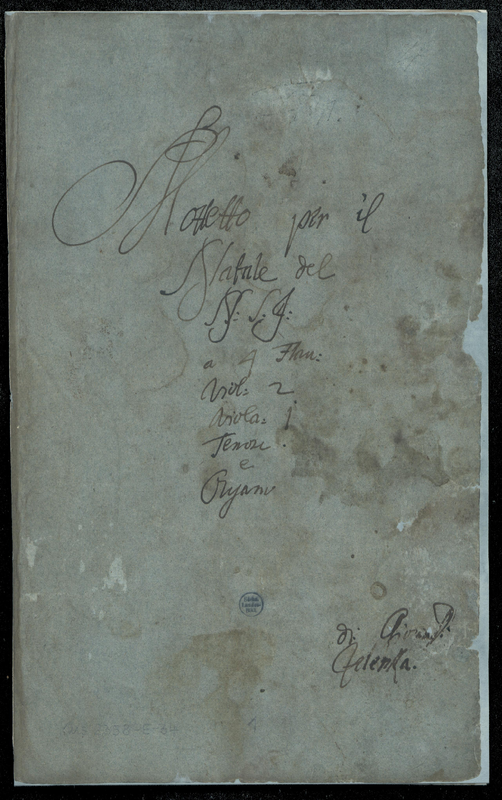 Mottetto per il
Natale del
N: S: J:
a 4 Flau:
Viol: 2
Viola: 1
Tenore.
e
Organo
di Giovanni
Zelenka.